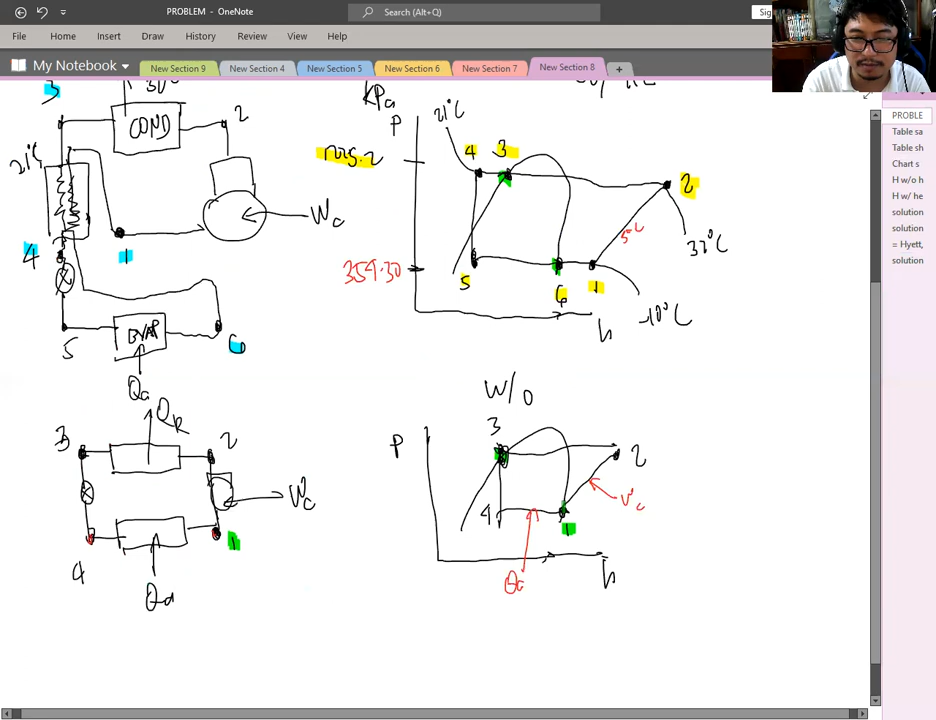 PROBLEM - OneNote
Search (Alt+Q)
File Home Insert Draw History Review View Help
My Notebook
New Section 9
New Section 4
New Section 5
New Section 6
New Section 7
New Section 8
+
PROBLE
Table sa
Table sh
Chart s
H w/o h
H w/ he
solution
solution
= Hyett,
solution
3
COND
2
21°C
Wc
4
1
5
EVAP
6
Qa
KPa
P
21°C
4 3
2
5°C
33°C
359.30
5
6
1
-10°C
h
QR
3
2
Wc
4
1
Qa
W/O
P
3
2
4
Wc
1
Qa
h